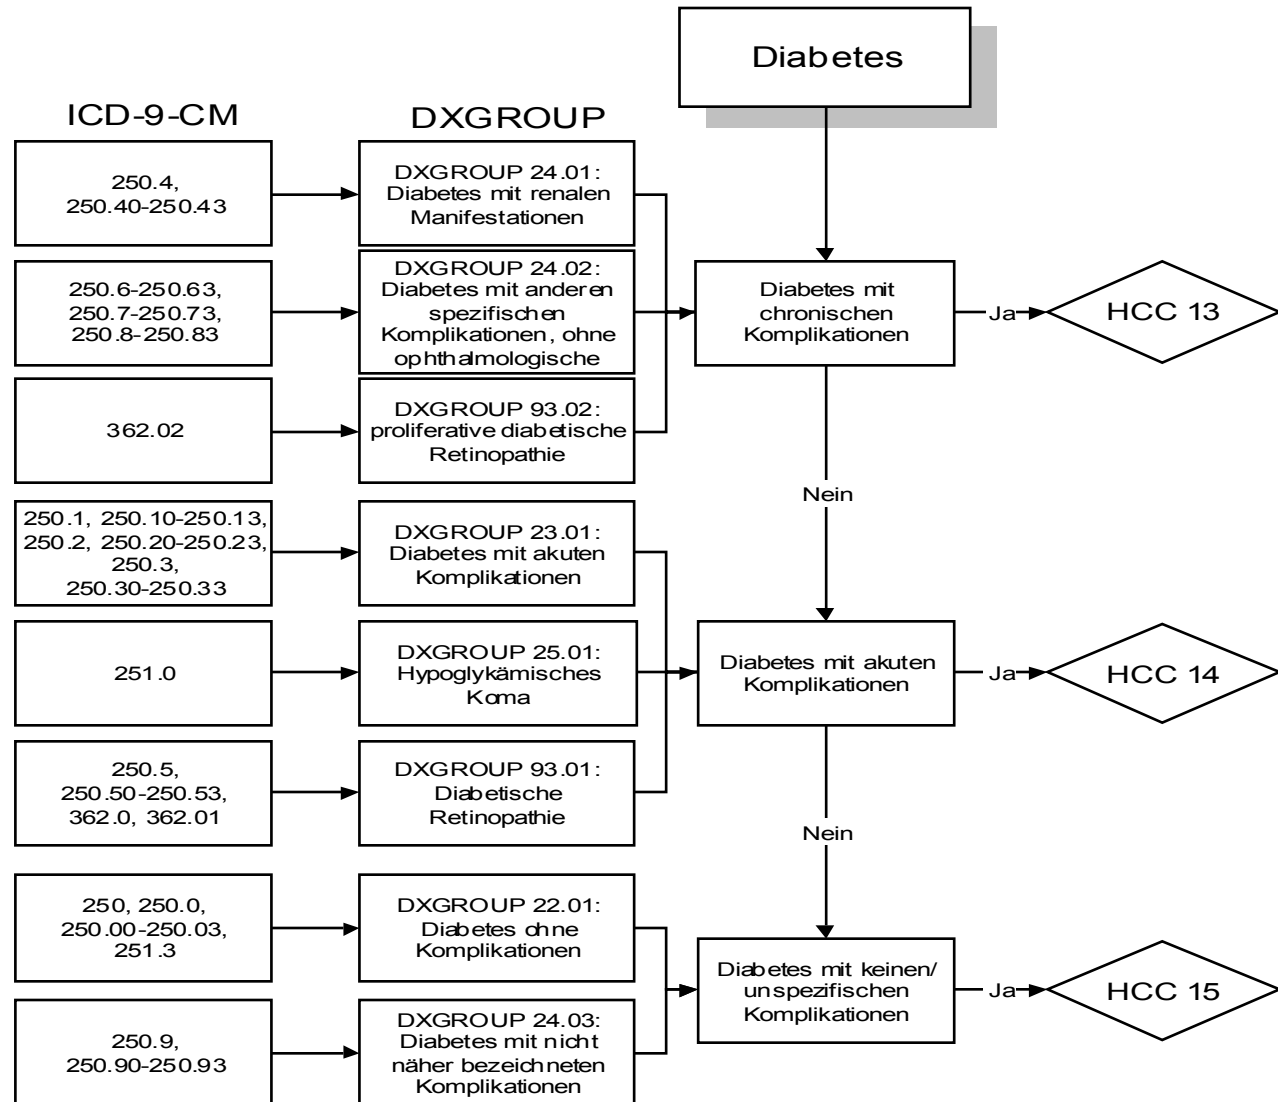 Diabetes
ICD-9-CM
DXGROUP
250.4,
250.40-250.43
DXGROUP 24.01:
Diabetes mit renalen
Manifestationen
250.6-250.63,
250.7-250.73,
250.8-250.83
DXGROUP 24.02:
Diabetes mit anderen
spezifischen
Komplikationen, ohne
ophthalmologische
Diabetes mit
chronischen
Komplikationen
Ja
HCC 13
362.02
DXGROUP 93.02:
proliferative diabetische
Retinopathie
Nein
250.1, 250.10-250.13,
250.2, 250.20-250.23,
250.3,
250.30-250.33
DXGROUP 23.01:
Diabetes mit akuten
Komplikationen
251.0
DXGROUP 25.01:
Hypoglykämisches
Koma
Diabetes mit akuten
Komplikationen
Ja
HCC 14
250.5,
250.50-250.53,
362.0, 362.01
DXGROUP 93.01:
Diabetische
Retinopathie
Nein
250, 250.0,
250.00-250.03,
251.3
DXGROUP 22.01:
Diabetes ohne
Komplikationen
Diabetes mit keinen/
unspezifischen
Komplikationen
Ja
HCC 15
250.9,
250.90-250.93
DXGROUP 24.03:
Diabetes mit nicht
näher bezeichneten
Komplikationen